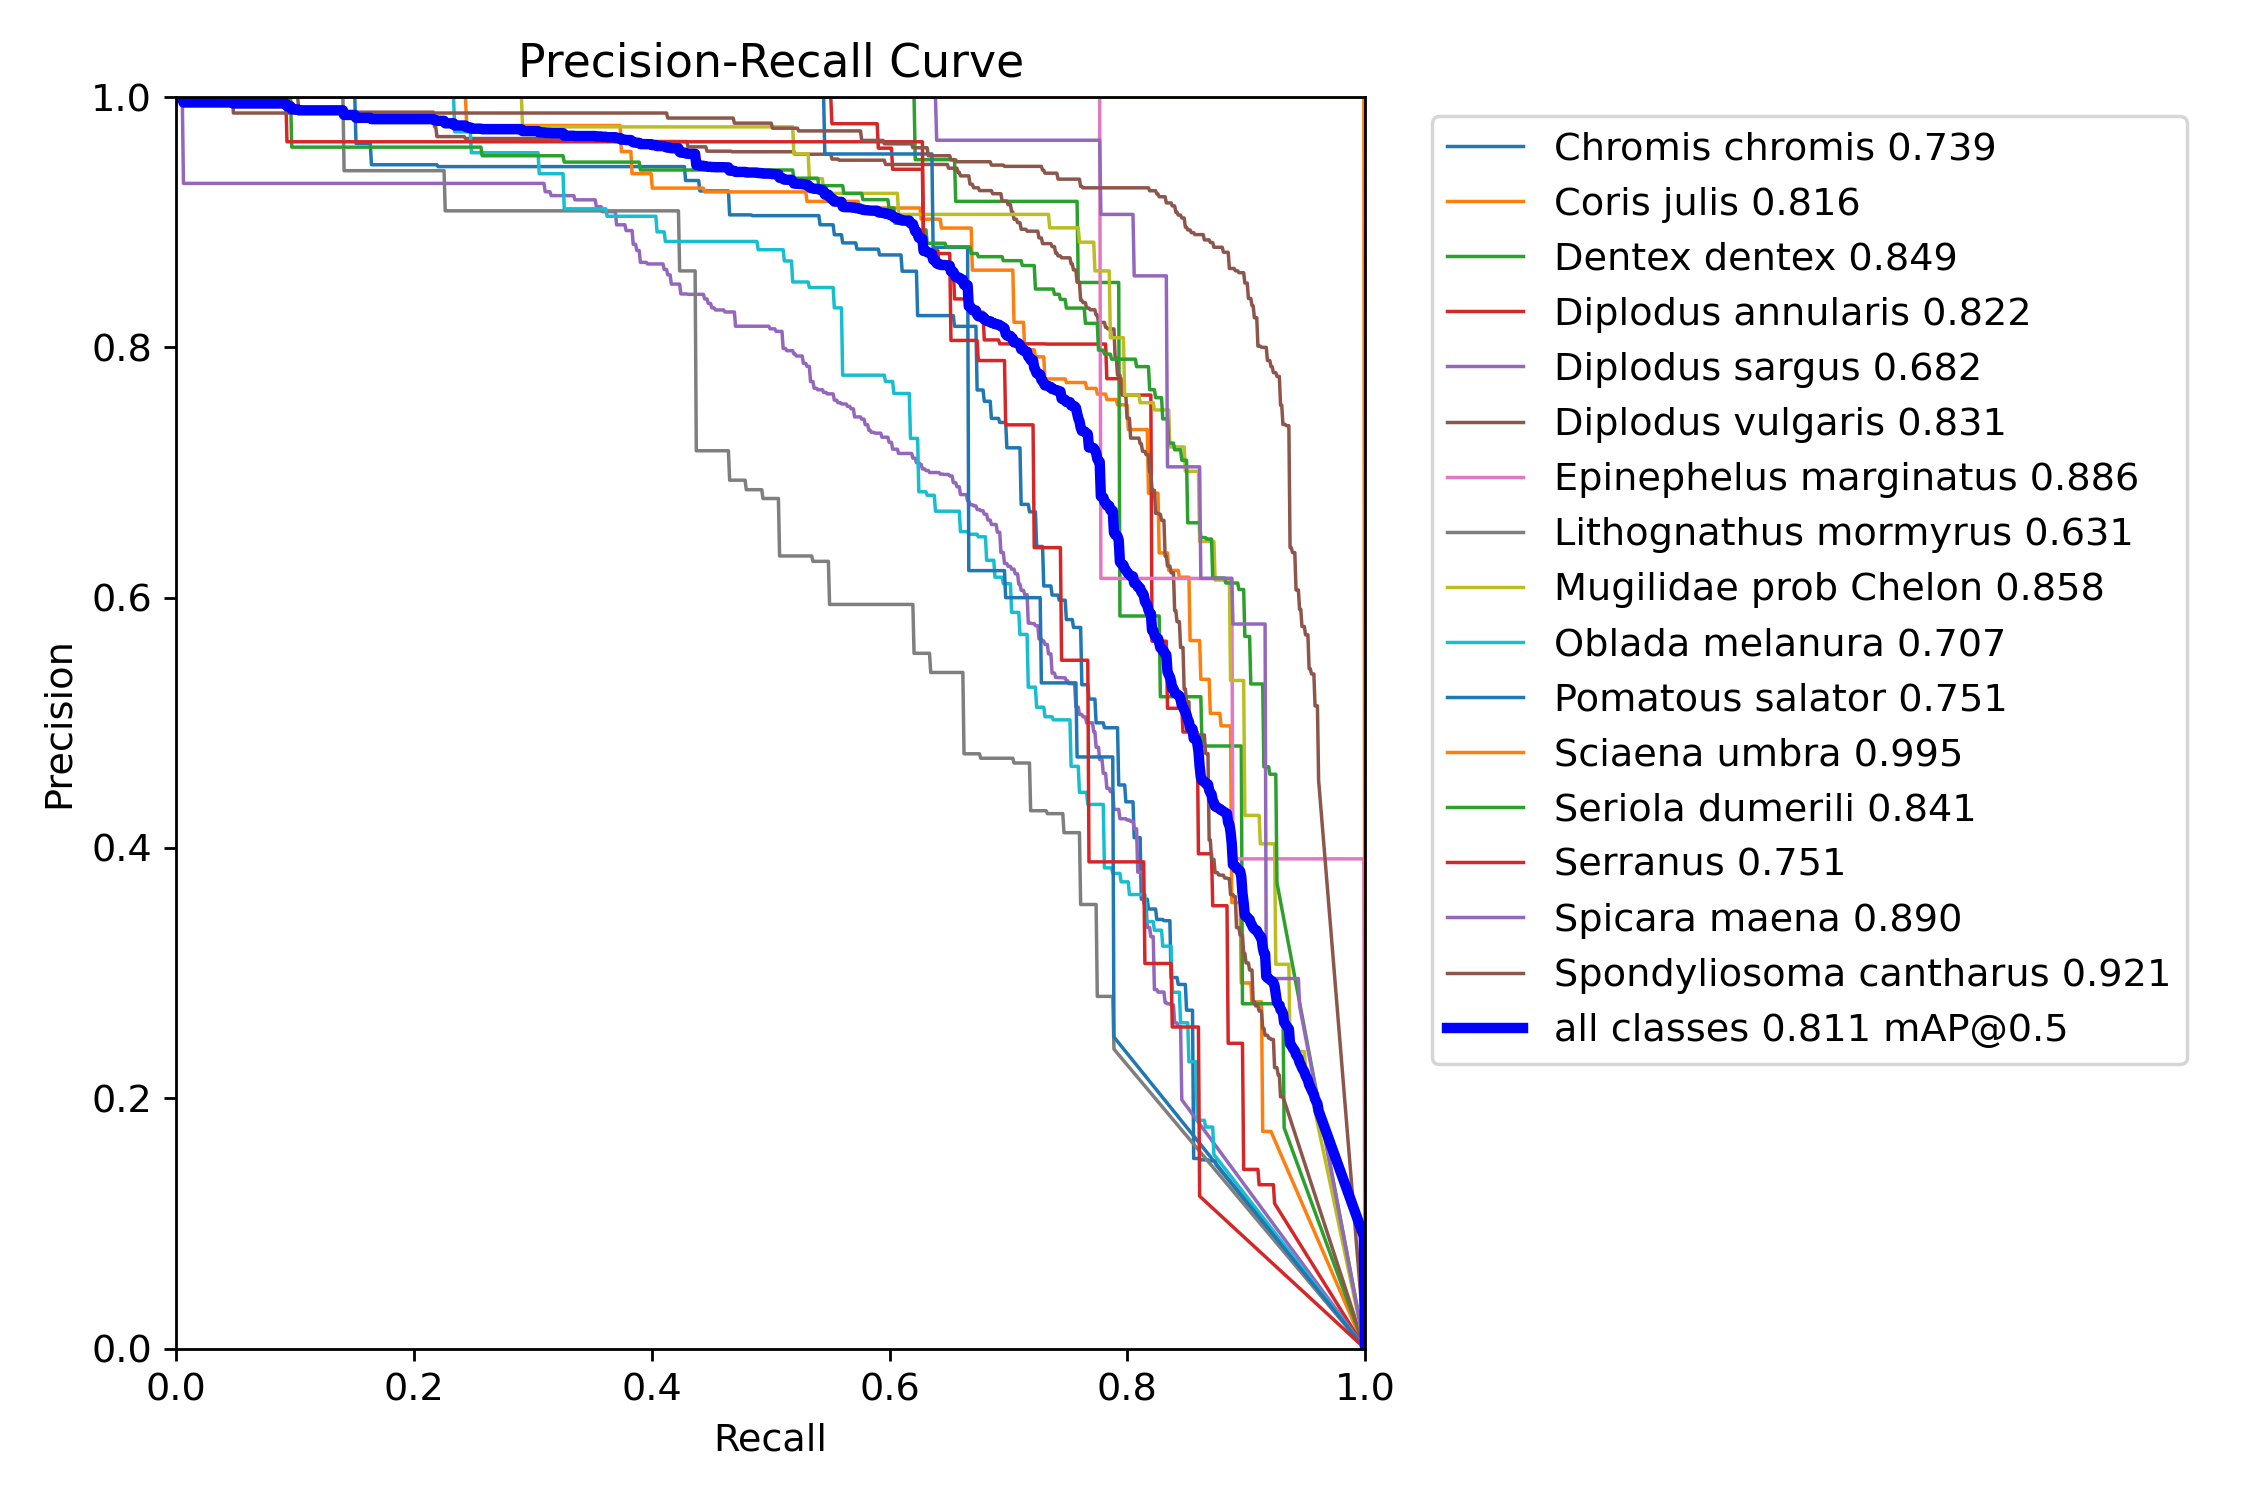 Precision-Recall Curve
1.0
0.8
0.6
0.4
0.2
0.0
Precision
0.0 0.2 0.4 0.6 0.8 1.0
Recall
Chromis chromis 0.739
Coris julis 0.816
Dentex dentex 0.849
Diplodus annularis 0.822
Diplodus sargus 0.682
Diplodus vulgaris 0.831
Epinephelus marginatus 0.886
Lithognathus mormyrus 0.631
Mugilidae prob Chelon 0.858
Oblada melanura 0.707
Pomatous salator 0.751
Sciaena umbra 0.995
Seriola dumerili 0.841
Serranus 0.751
Spicara maena 0.890
Spondyliosoma cantharus 0.921
all classes 0.811 mAP@0.5